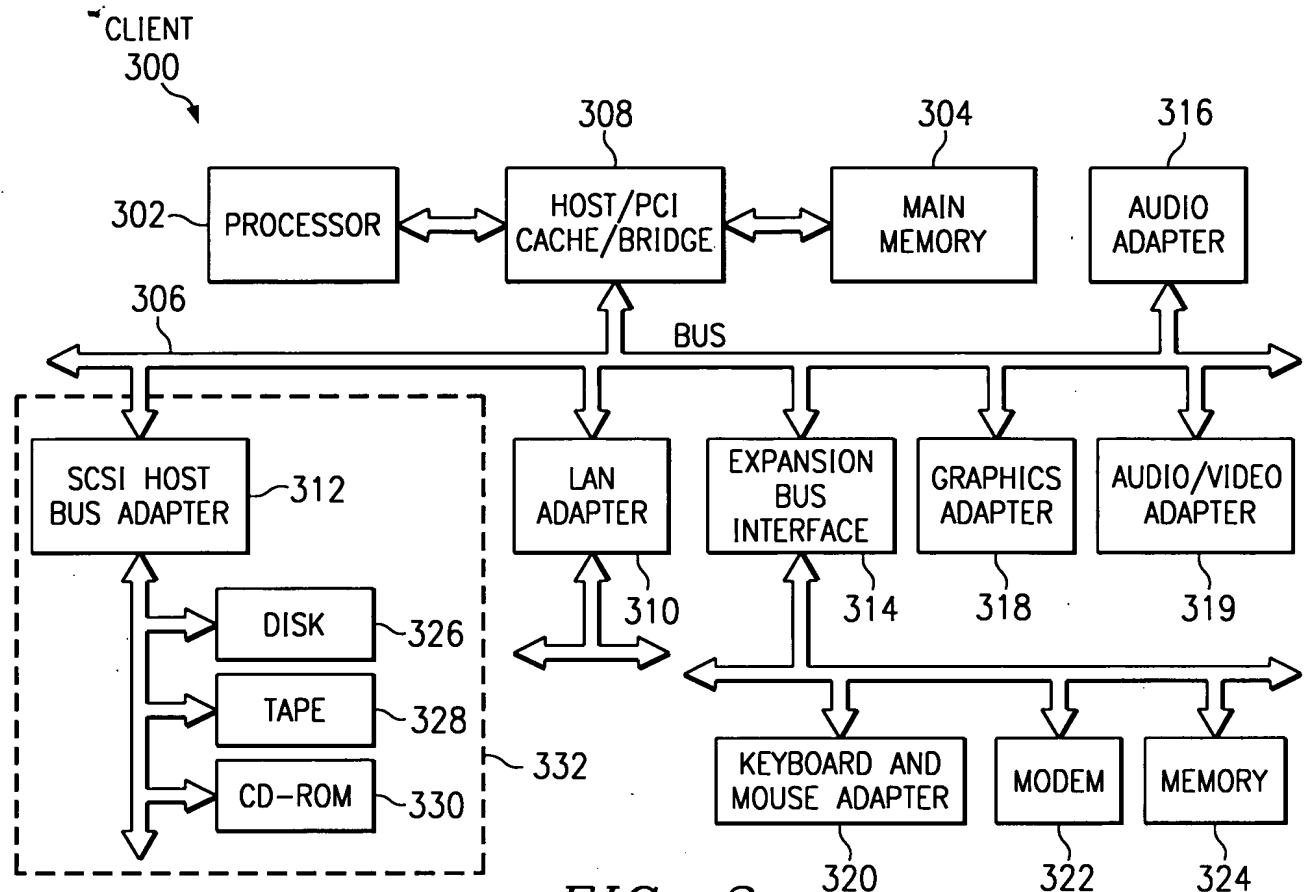 CLIENT
300
308
304
316
302
PROCESSOR
HOST/PCI
CACHE/BRIDGE
MAIN
MEMORY
AUDIO
ADAPTER
306
BUS
SCSI HOST
BUS ADAPTER
312
LAN
ADAPTER
EXPANSION
BUS
INTERFACE
GRAPHICS
ADAPTER
AUDIO/VIDEO
ADAPTER
310
314
318
319
DISK
326
TAPE
328
CD-ROM
330
332
KEYBOARD AND
MOUSE ADAPTER
MODEM
MEMORY
320
322
324